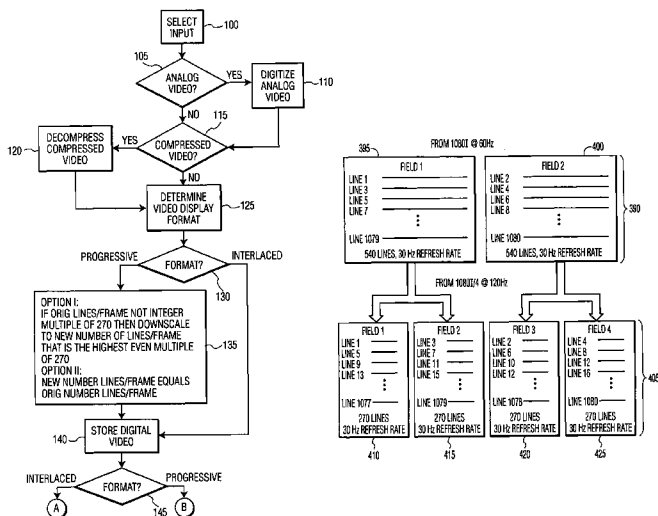 SELECT
INPUT
100
105
ANALOG
VIDEO?
YES
DIGITIZE
ANALOG
VIDEO
110
NO
115
COMPRESSED
VIDEO?
YES
DECOMPRESS
COMPRESSED
VIDEO
120
NO
DETERMINE
VIDEO DISPLAY
FORMAT
125
PROGRESSIVE
FORMAT?
INTERLACED
130
OPTION I:
IF ORIG LINES/FRAME NOT INTEGER
MULTIPLE OF 270 THEN DOWNSCALE
TO NEW NUMBER OF LINES/FRAME
THAT IS THE HIGHEST EVEN MULTIPLE
OF 270
OPTION II:
NEW NUMBER LINES/FRAME EQUALS
ORIG NUMBER LINES/FRAME
135
140
STORE DIGITAL
VIDEO
INTERLACED
FORMAT?
PROGRESSIVE
A
145
B
395
FROM 1080I @ 60Hz
400
FIELD 1
LINE 1
LINE 3
LINE 5
LINE 7
LINE 1079
540 LINES, 30 HZ REFRESH RATE
FIELD 2
LINE 2
LINE 4
LINE 6
LINE 8
LINE 1080
540 LINES, 30 Hz REFRESH RATE
390
FROM 1080I/4 @ 120Hz
FIELD 1
LINE 1
LINE 5
LINE 9
LINE 13
LINE 1077
270 LINES
30 Hz REFRESH RATE
410
FIELD 2
LINE 3
LINE 7
LINE 11
LINE 15
LINE 1079
270 LINES
30 Hz REFRESH RATE
415
FIELD 3
LINE 2
LINE 6
LINE 10
LINE 12
LINE 1078
270 LINES
30 Hz REFRESH RATE
420
FIELD 4
LINE 4
LINE 8
LINE 12
LINE 16
LINE 1080
270 LINES
30 Hz REFRESH RATE
425
405